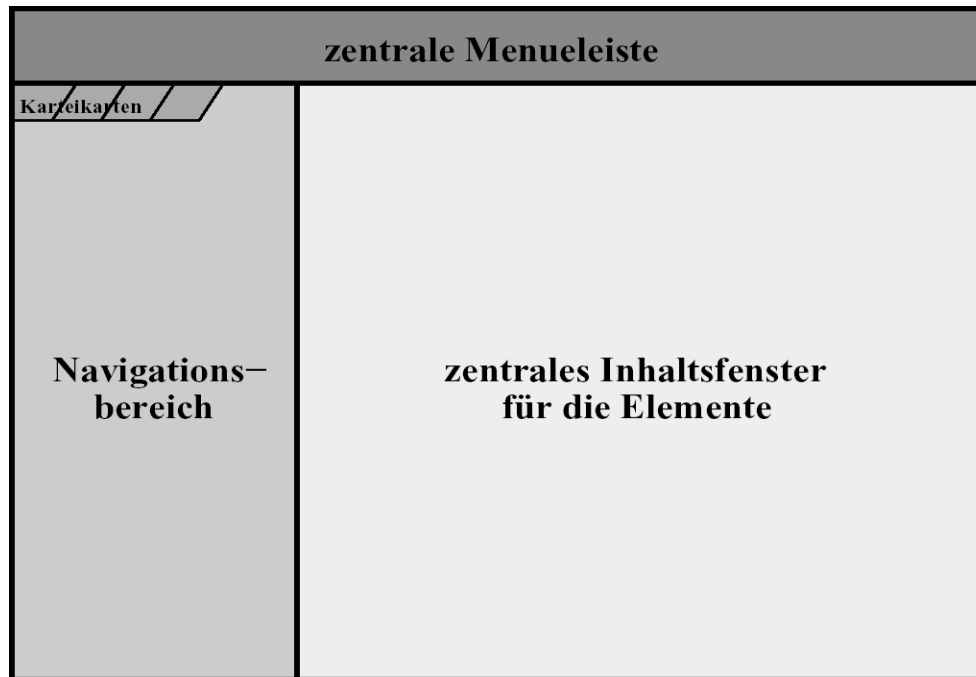 zentrale Menueleiste
Karteikarten
Navigations−
bereich
zentrales Inhaltsfenster
für die Elemente